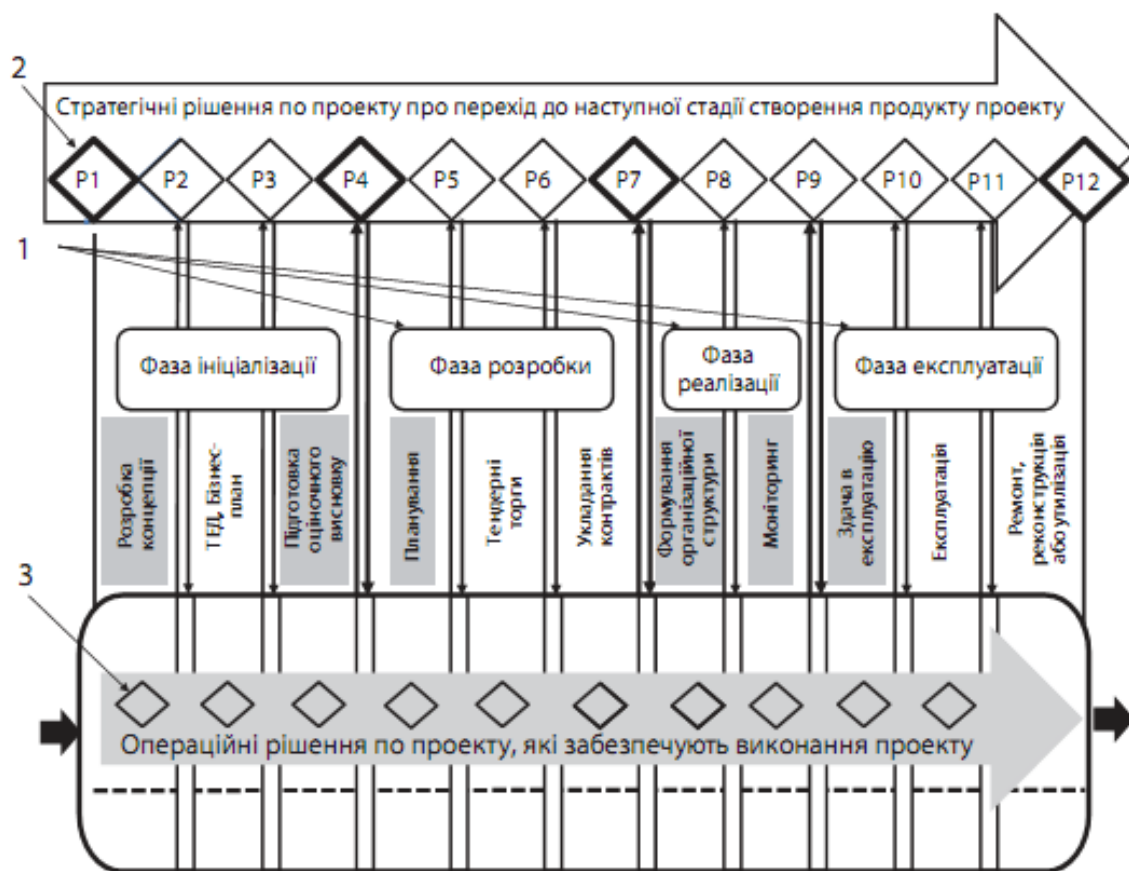 2
Стратегічні рішення по проекту про перехід до наступної стадії створення продукту проекту
P1
P2
P3
P4
P5
P6
P7
P8
P9
P10
P11
P12
1
Фаза ініціалізації
Фаза розробки
Фаза
реалізації
Фаза експлуатації
Розробка
концепції
ТЕД, Бізнес-
план
Підготовка
оціночного
висновку
Планування
Тендерні
торги
Укладання
контрактів
Формування
організаційної
структури
Моніторинг
Здача в
експлуатацію
Експлуатація
Ремонт,
реконструкція
або утилізація
3
Операційні рішення по проекту, які забезпечують виконання проекту